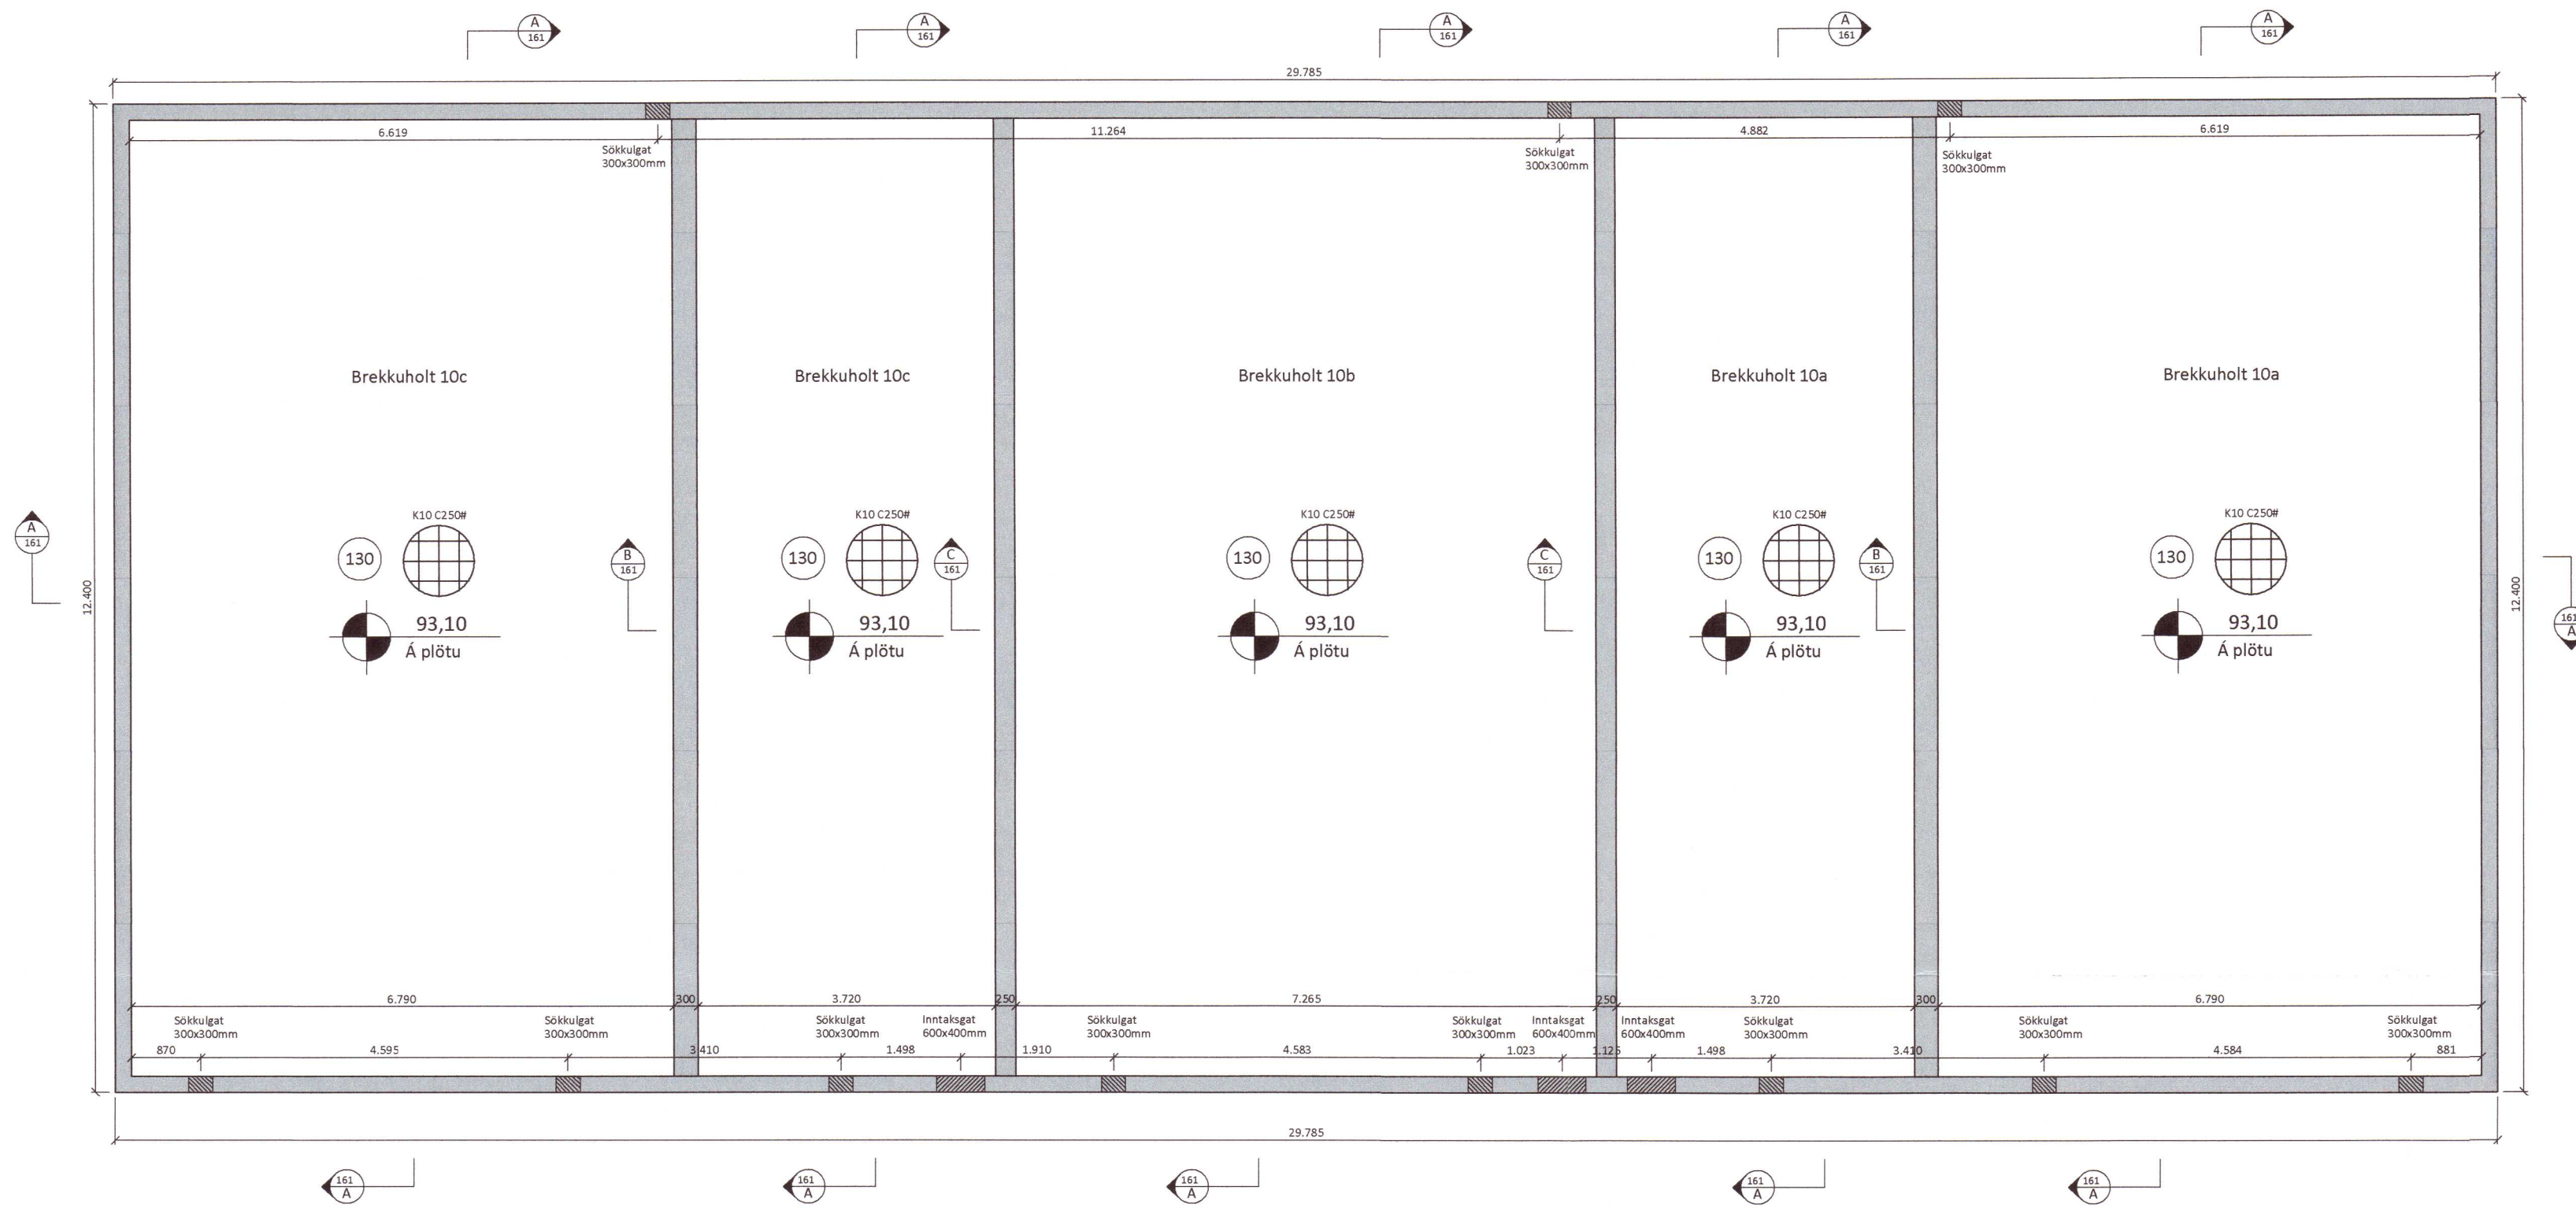 A
161
A
161
A
161
A
161
A
161
29.785
6.619
11.264
4.882
6.619
Sökkulgat
300x300mm
Sökkulgat
300x300mm
Sökkulgat
300x300mm
Brekkuholt 10c
Brekkuholt 10c
Brekkuholt 10b
Brekkuholt 10a
Brekkuholt 10a
K10 C250#
K10 C250#
K10 C250#
K10 C250#
K10 C250#
A
161
130
B
161
130
C
161
130
C
161
130
B
161
130
12.400
12.400
161
A
93,10
Á plötu
93,10
Á plötu
93,10
Á plötu
93,10
Á plötu
93,10
Á plötu
6.790
300
3.720
250
7.265
250
3.720
300
6.790
Sökkulgat
300x300mm
Sökkulgat
300x300mm
Sökkulgat
300x300mm
Inntaksgat
600x400mm
Sökkulgat
300x300mm
Sökkulgat
300x300mm
Inntaksgat
600x400mm
Inntaksgat
600x400mm
Sökkulgat
300x300mm
Sökkulgat
300x300mm
Sökkulgat
300x300mm
870
4.595
3.410
1.498
1.910
4.583
1.023
1.125
1.498
3.410
4.584
881
29.785
161
A
161
A
161
A
161
A
161
A